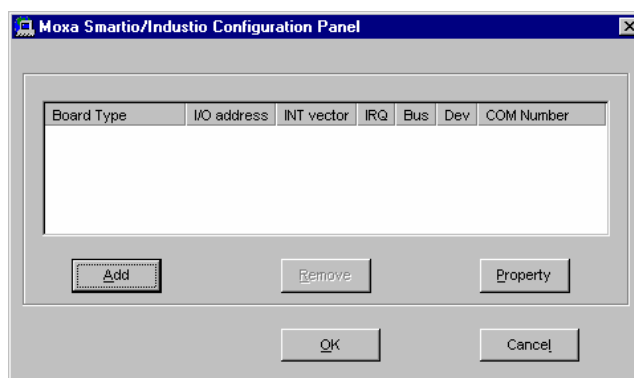 Moxa Smartio/Industio Configuration Panel
Board Type I/O address INT vector IRQ Bus Dev COM Number
Add Remove Property
OK Cancel